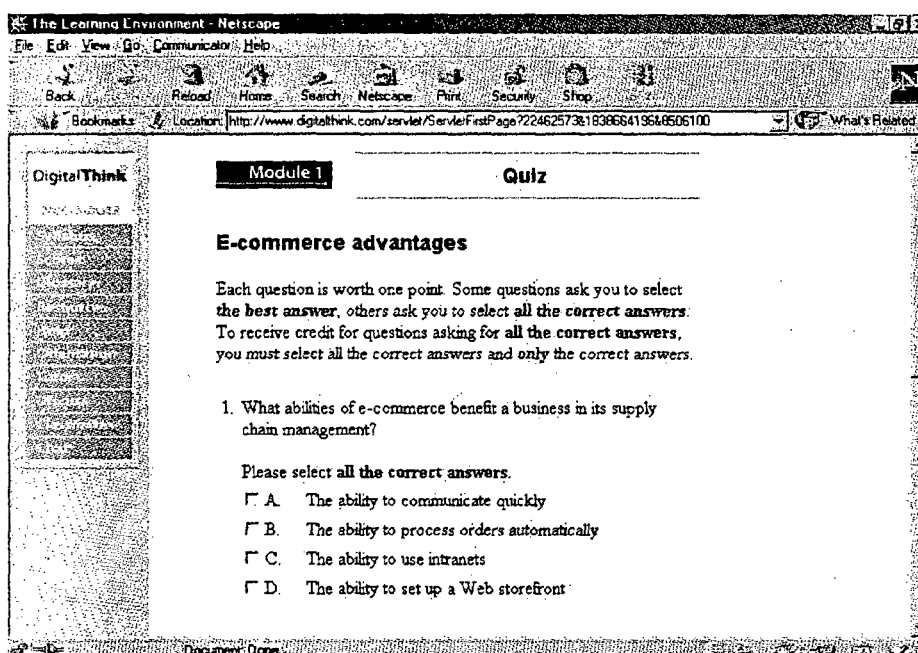 The Learning Environment - Netscape
File Edit View Go Communicator Help
Back Reload Home Search Netscape Print Security Shop
Bookmarks Location: http://www.digitalthink.com/servlet/ServletFirstPage?22462573&1838664196&8506100 What's Related
DigitalThink
Module 1 Quiz
E-commerce advantages
Each question is worth one point. Some questions ask you to select
the best answer, others ask you to select all the correct answers.
To receive credit for questions asking for all the correct answers,
you must select all the correct answers and only the correct answers.
1. What abilities of e-commerce benefit a business in its supply
chain management?
Please select all the correct answers.
A. The ability to communicate quickly
B. The ability to process orders automatically
C. The ability to use intranets
D. The ability to set up a Web storefront
Document: Done